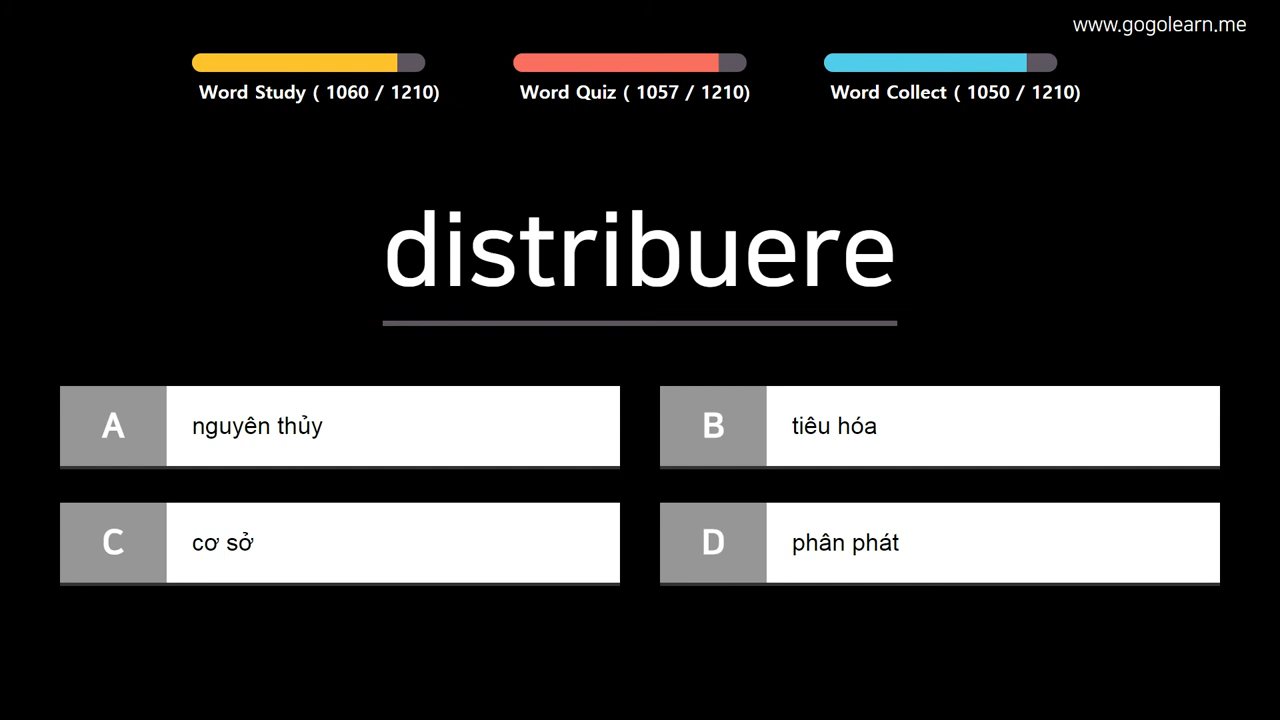 www.gogolearn.me
Word Study ( 1060 / 1210)
Word Quiz ( 1057 / 1210)
Word Collect ( 1050 / 1210)
distribuere
A nguyên thủy
B tiêu hóa
C cơ sở
D phân phát